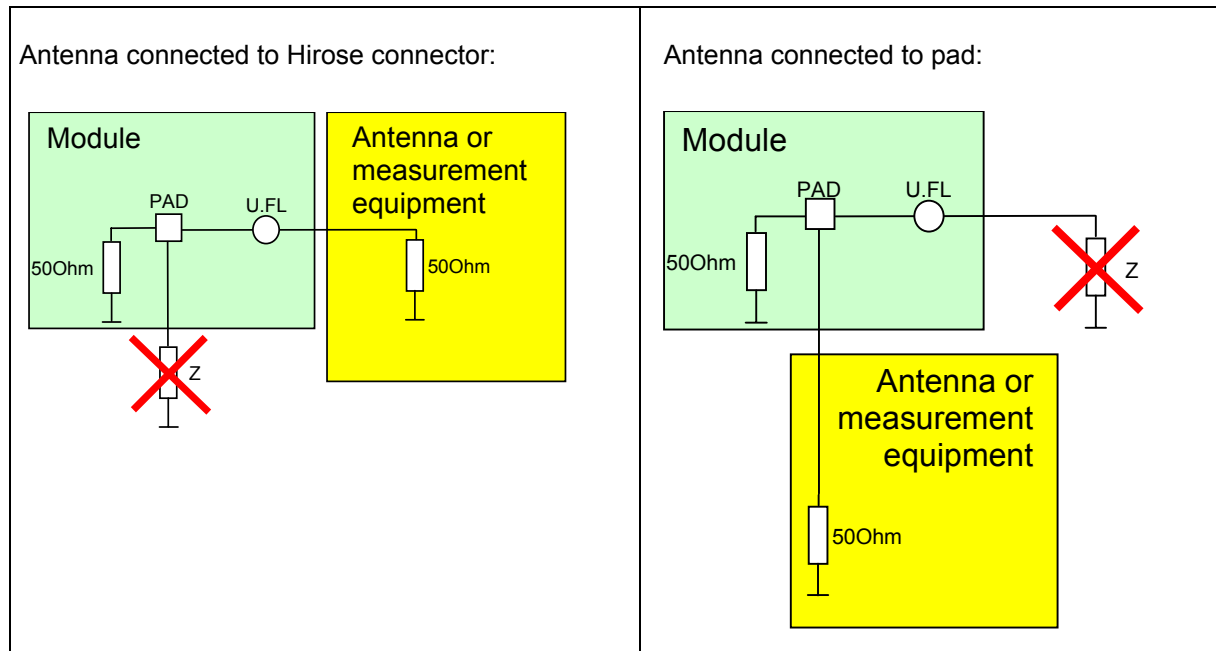 Antenna connected to Hirose connector:
Module
PAD
U.FL
50Ohm
Z
Antenna or
measurement
equipment
50Ohm
Antenna connected to pad:
Module
PAD
U.FL
50Ohm
Z
Antenna or
measurement
equipment
50Ohm